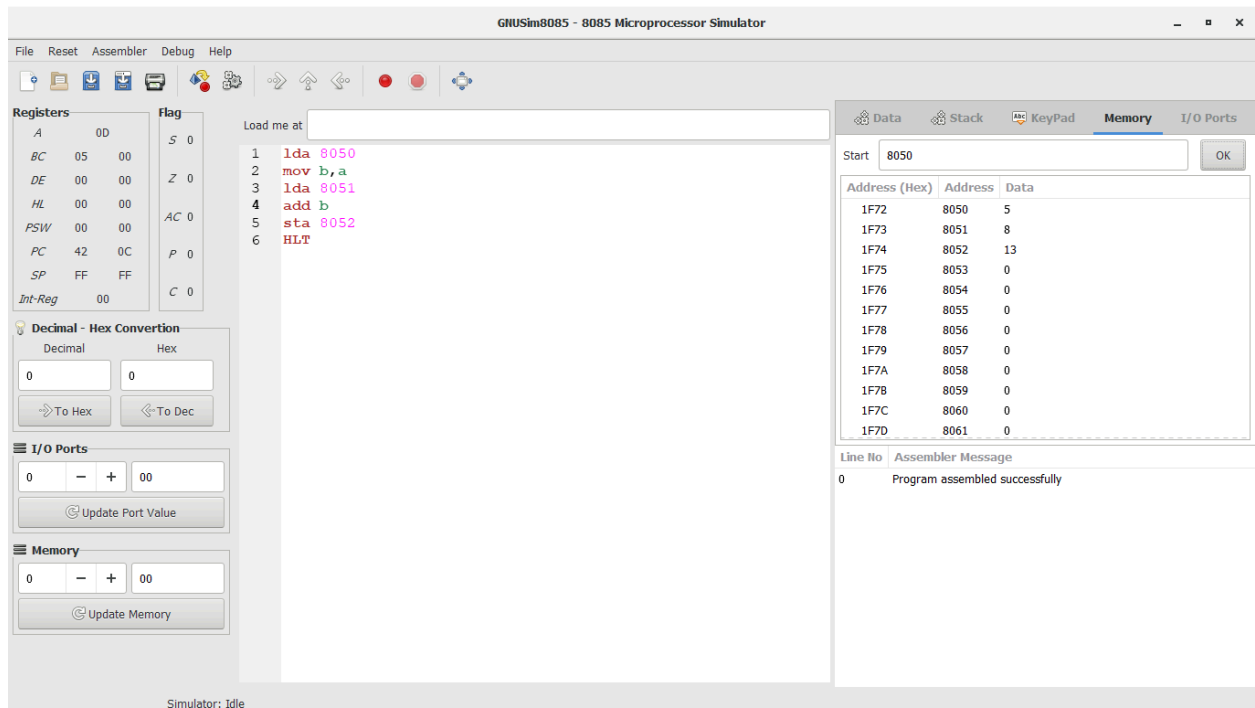 GNUSim8085 - 8085 Microprocessor Simulator
File Reset Assembler Debug Help
Registers
A 0D
BC 05 00
DE 00 00
HL 00 00
PSW 00 00
PC 42 0C
SP FF FF
Int-Reg 00
Flag
S 0
Z 0
AC 0
P 0
C 0
Decimal - Hex Convertion
Decimal Hex
0 0
To Hex To Dec
I/O Ports
0 − + 00
Update Port Value
Memory
0 − + 00
Update Memory
Load me at
1 lda 8050
2 mov b,a
3 lda 8051
4 add b
5 sta 8052
6 HLT
Data Stack Abc KeyPad Memory I/O Ports
Start 8050 OK
Address (Hex) Address Data
1F72 8050 5
1F73 8051 8
1F74 8052 13
1F75 8053 0
1F76 8054 0
1F77 8055 0
1F78 8056 0
1F79 8057 0
1F7A 8058 0
1F7B 8059 0
1F7C 8060 0
1F7D 8061 0
Line No Assembler Message
0 Program assembled successfully
Simulator: Idle